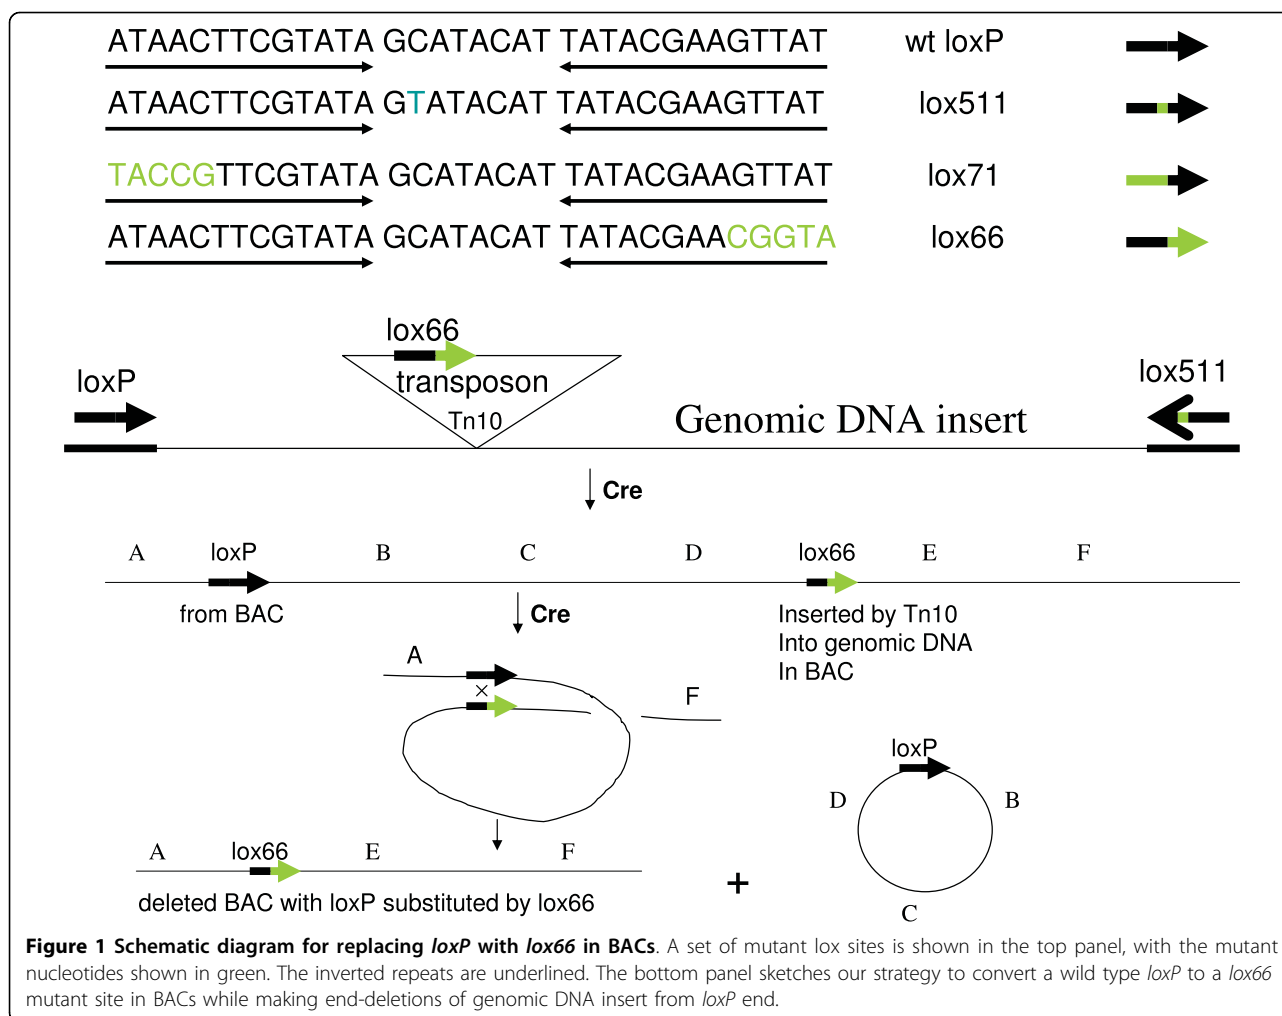 ATAACTTCGTATA GCATACAT TATACGAAGTTAT wt loxP
ATAACTTCGTATA GTATACAT TATACGAAGTTAT lox511
TACCGTTCGTATA GCATACAT TATACGAAGTTAT lox71
ATAACTTCGTATA GCATACAT TATACGAACGGTA lox66
lox66
loxP
transposon
lox511
Tn10
Genomic DNA insert
Cre
A loxP B C D lox66 E F
from BAC
Cre
Inserted by Tn10
Into genomic DNA
In BAC
A
×
F
loxP
D B
C
A lox66 E F
+
deleted BAC with loxP substituted by lox66
Figure 1 Schematic diagram for replacing loxP with lox66 in BACs. A set of mutant lox sites is shown in the top panel, with the mutant
nucleotides shown in green. The inverted repeats are underlined. The bottom panel sketches our strategy to convert a wild type loxP to a lox66
mutant site in BACs while making end-deletions of genomic DNA insert from loxP end.